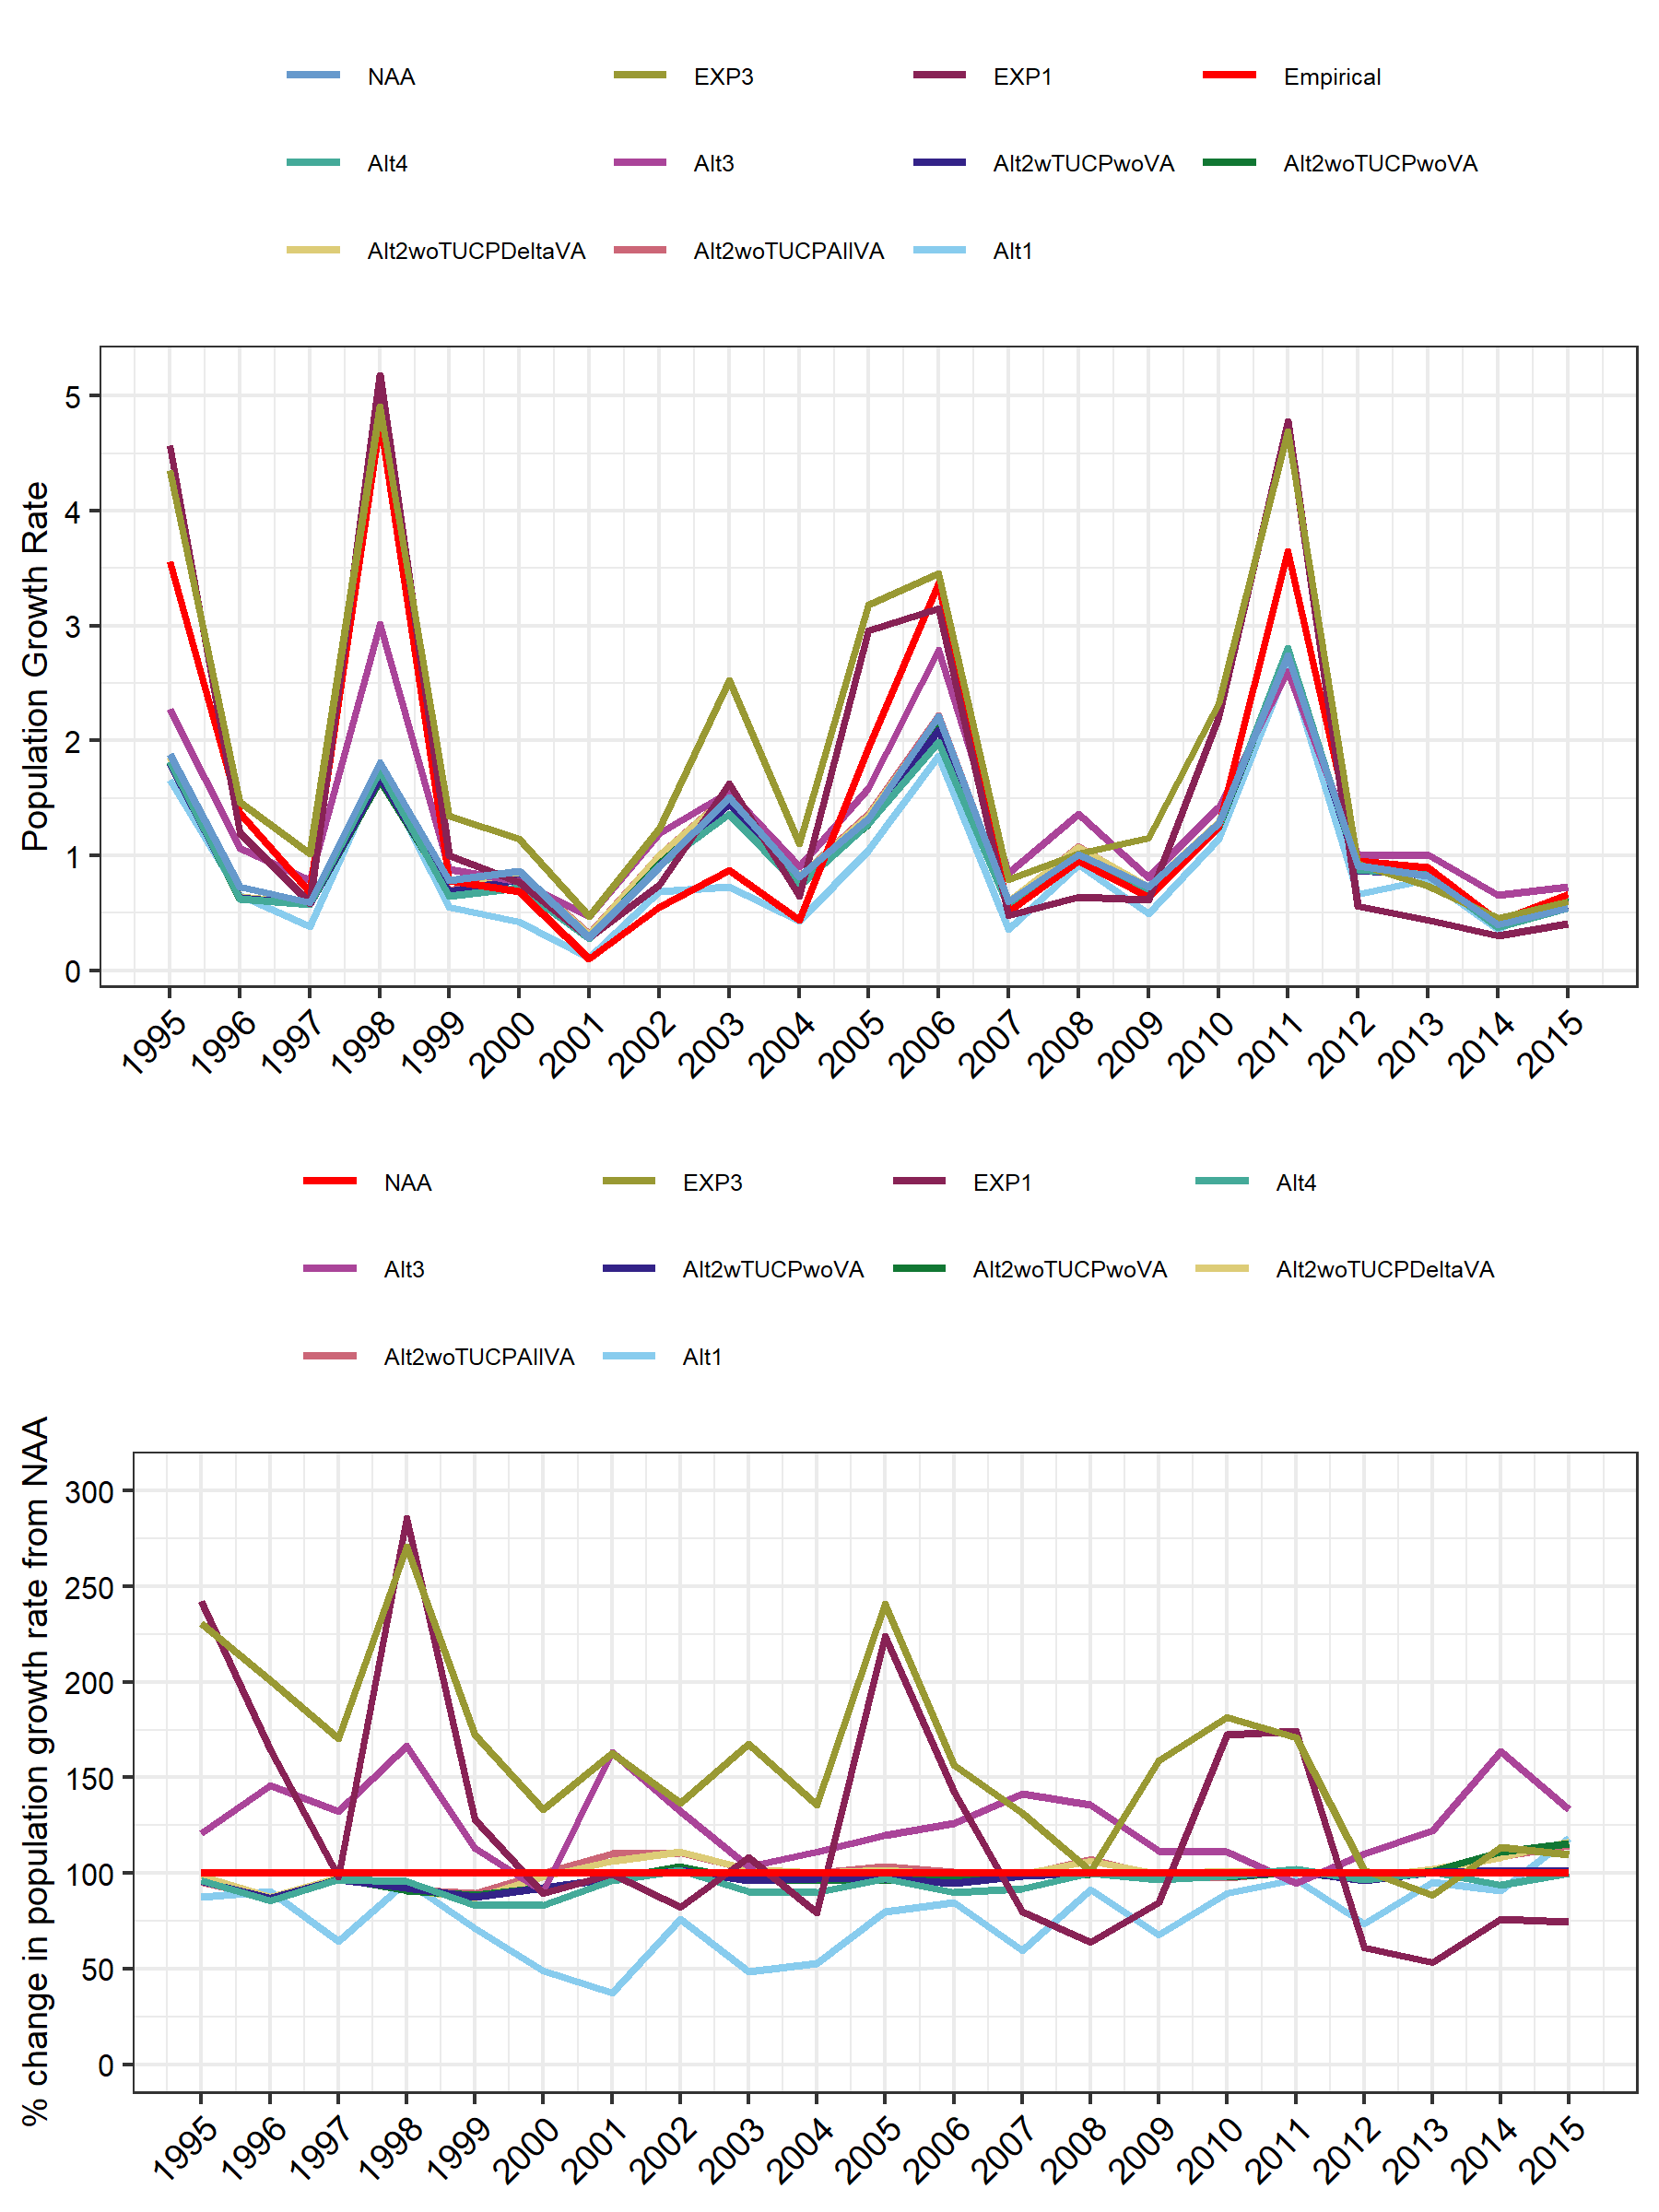 NAA EXP3 EXP1 Empirical
Alt4 Alt3 Alt2wTUCPwoVA Alt2woTUCPwoVA
Alt2woTUCPDeltaVA Alt2woTUCPAllVA Alt1
Population Growth Rate
5
4
3
2
1
0
1995 1996 1997 1998 1999 2000 2001 2002 2003 2004 2005 2006 2007 2008 2009 2010 2011 2012 2013 2014 2015
NAA EXP3 EXP1 Alt4
Alt3 Alt2wTUCPwoVA Alt2woTUCPwoVA Alt2woTUCPDeltaVA
Alt2woTUCPAllVA Alt1
% change in population growth rate from NAA
300
250
200
150
100
50
0
1995 1996 1997 1998 1999 2000 2001 2002 2003 2004 2005 2006 2007 2008 2009 2010 2011 2012 2013 2014 2015